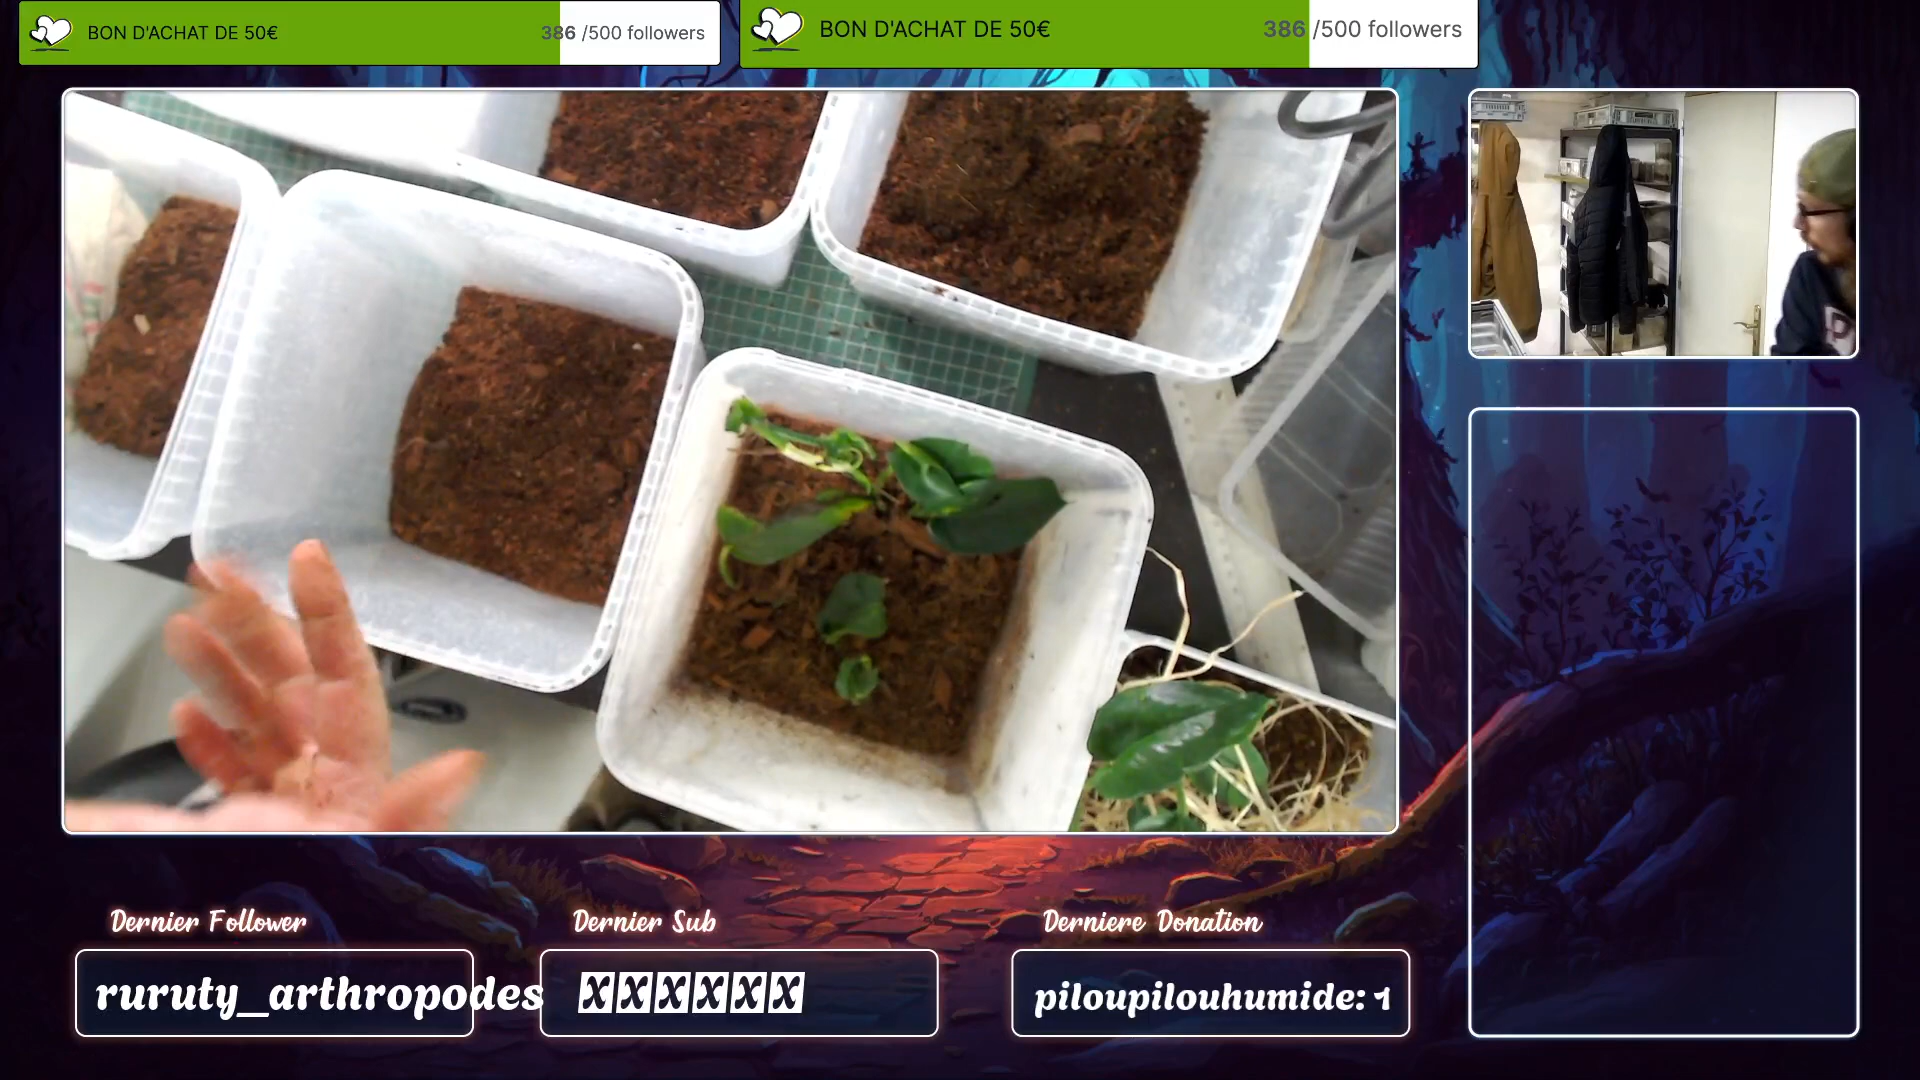 BON D'ACHAT DE 50€ 386 /500 followers
BON D'ACHAT DE 50€ 386 /500 followers
Dernier Follower
ruruty_arthropodes
Dernier Sub
Derniere Donation
piloupilouhumide: 1